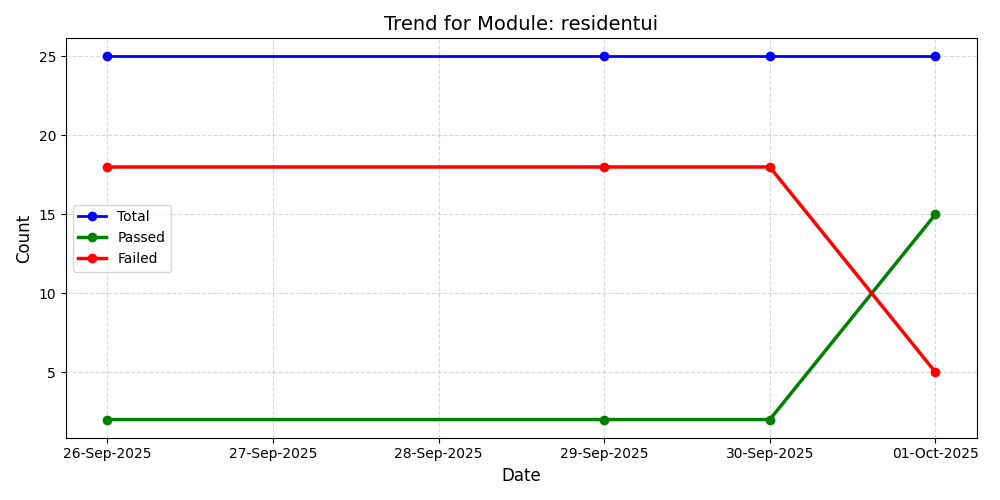 Trend for Module: residentui
Count
25
20
15
10
5
Total
Passed
Failed
26-Sep-2025 27-Sep-2025 28-Sep-2025 29-Sep-2025 30-Sep-2025 01-Oct-2025
Date